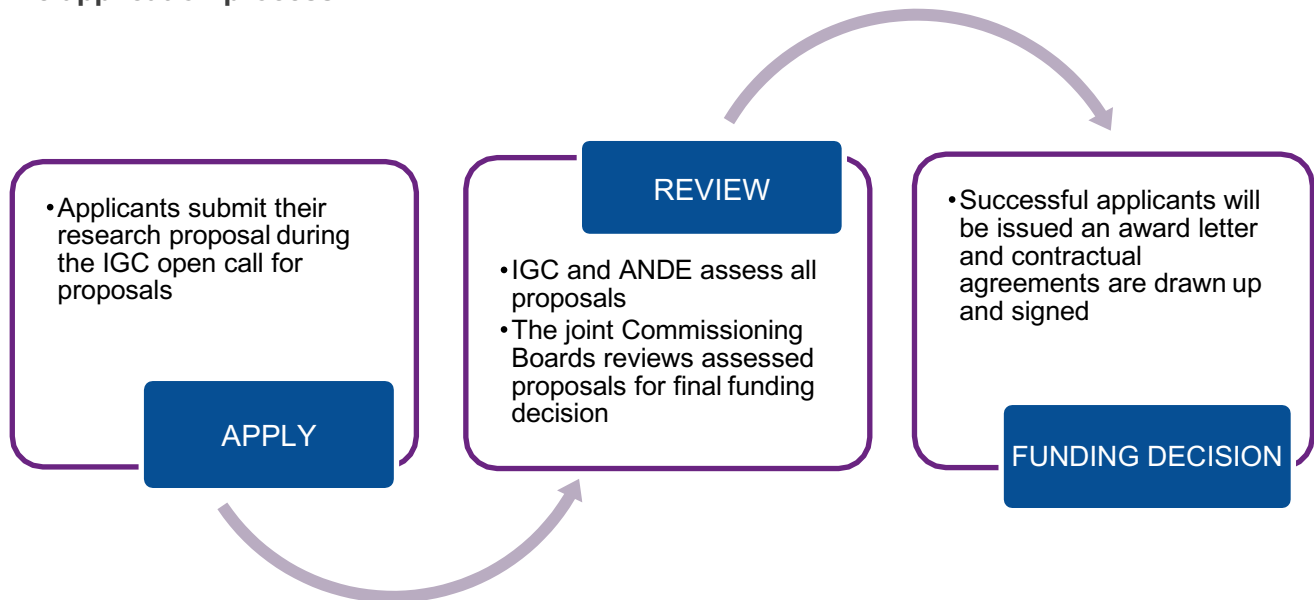 application process
•Applicants submit their
research proposal during
the IGC open call for
proposals
APPLY
REVIEW
•IGC and ANDE assess all
proposals
•The joint Commissioning
Boards reviews assessed
proposals for final funding
decision
•Successful applicants will
be issued an award letter
and contractual
agreements are drawn up
and signed
FUNDING DECISION